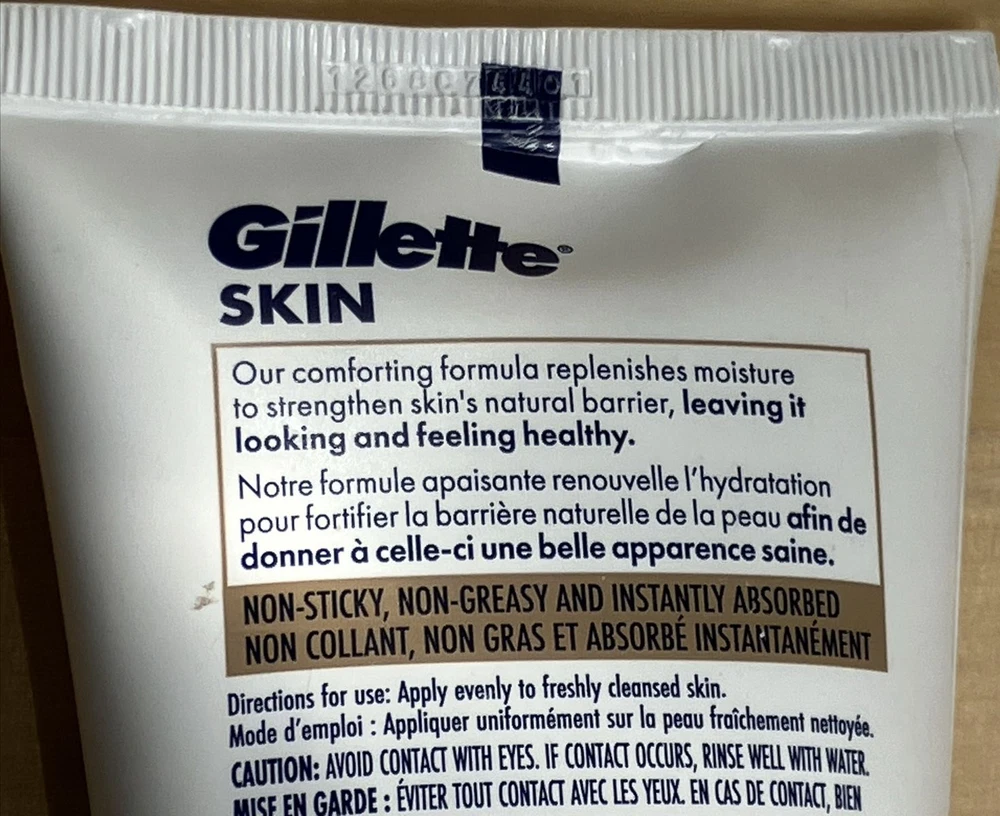 Gillette®
SKIN
Our comforting formula replenishes moisture
to strengthen skin's natural barrier, leaving it
looking and feeling healthy.
Notre formule apaisante renouvelle l'hydratation
pour fortifier la barrière naturelle de la peau afin de
donner à celle-ci une belle apparence saine.
NON-STICKY, NON-GREASY AND INSTANTLY ABSORBED
NON COLLANT, NON GRAS ET ABSORBÉ INSTANTANÉMENT
Directions for use: Apply evenly to freshly cleansed skin.
Mode d'emploi : Appliquer uniformément sur la peau fraîchement nettoyée.
CAUTION: AVOID CONTACT WITH EYES. IF CONTACT OCCURS, RINSE WELL WITH WATER.
MISE EN GARDE : ÉVITER TOUT CONTACT AVEC LES YEUX. EN CAS DE CONTACT, BIEN